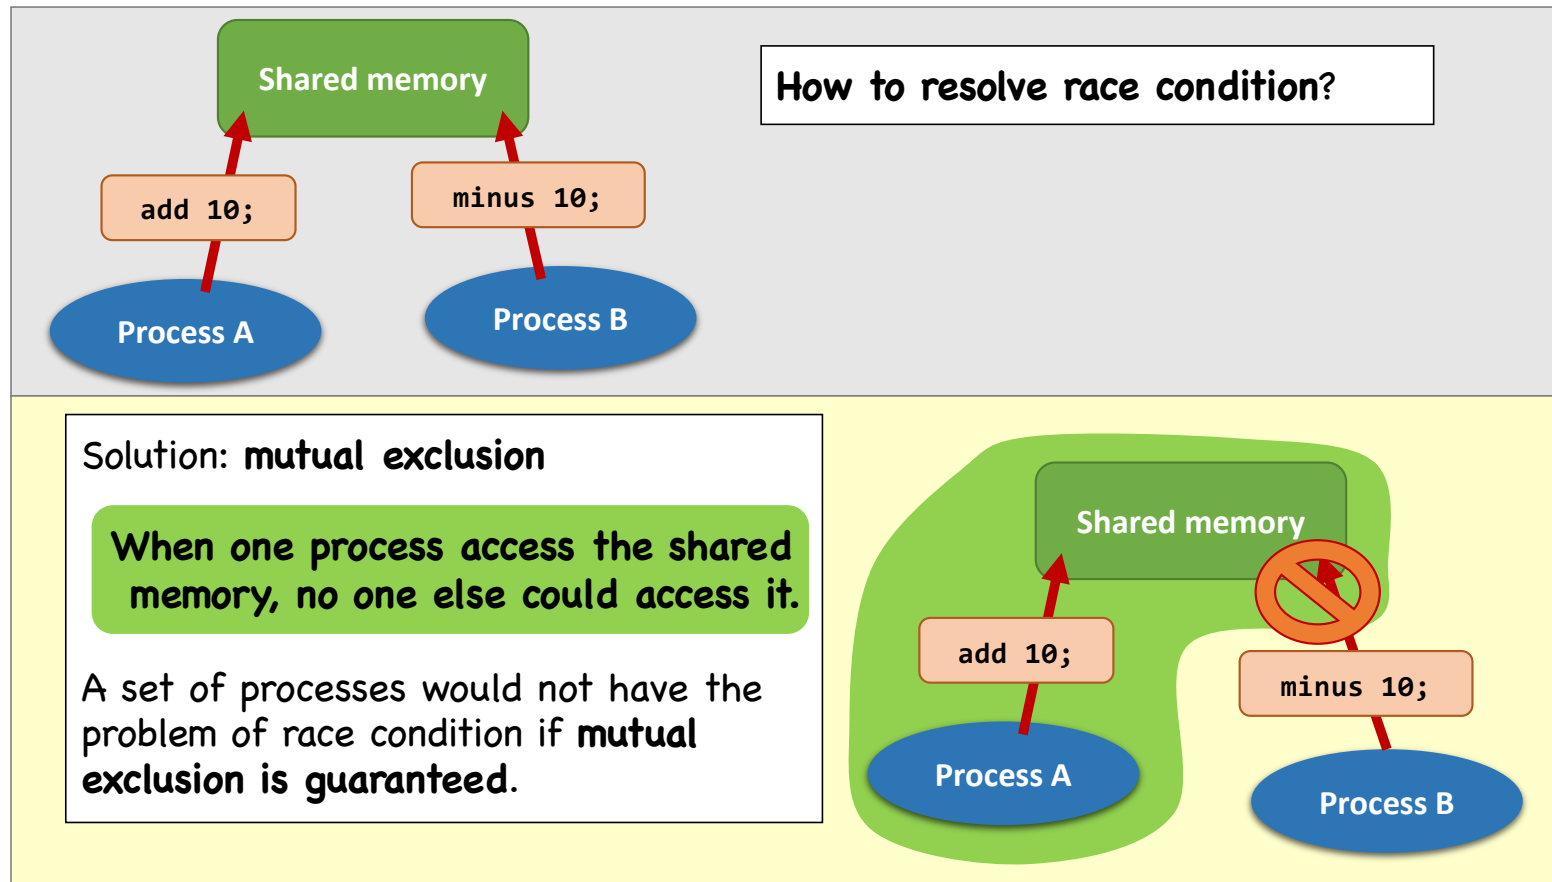 Shared memory
How to resolve race condition?
add 10;
minus 10;
Process A
Process B
Solution: mutual exclusion
When one process access the shared
memory, no one else could access it.
A set of processes would not have the
problem of race condition if mutual
exclusion is guaranteed.
Shared memory
add 10;
minus 10;
Process A
Process B